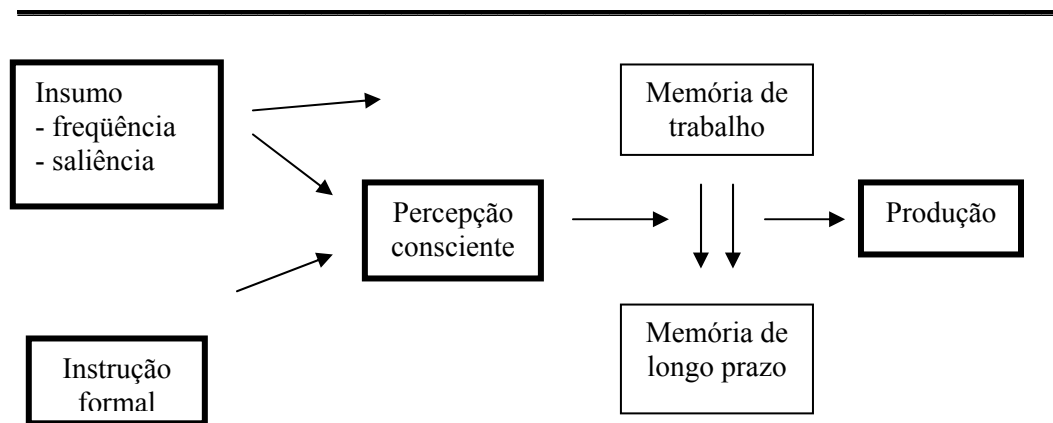 Insumo
- freqüência
- saliência
Memória de
trabalho
Percepção
consciente
Produção
Instrução
formal
Memória de
longo prazo